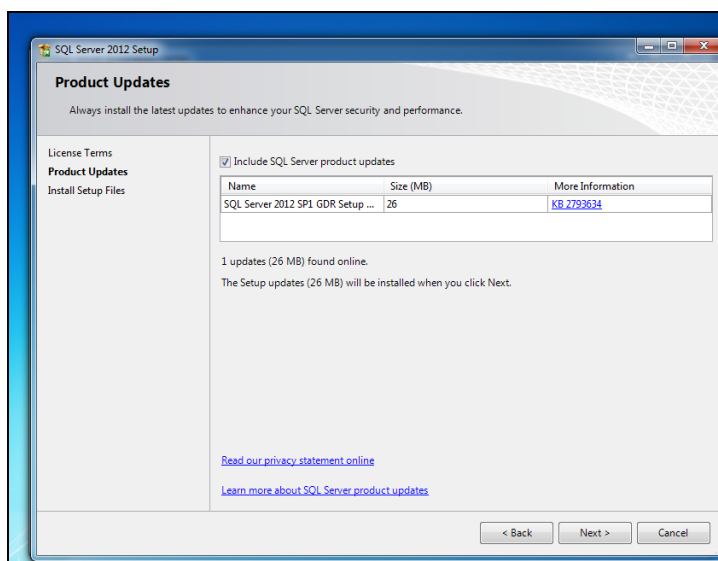 SQL Server 2012 Setup
Product Updates
Always install the latest updates to enhance your SQL Server security and performance.
License Terms
Product Updates
Install Setup Files
Include SQL Server product updates
Name Size (MB) More Information
SQL Server 2012 SP1 GDR Setup ... 26 KB 2793634
1 updates (26 MB) found online.
The Setup updates (26 MB) will be installed when you click Next.
Read our privacy statement online
Learn more about SQL Server product updates
< Back Next > Cancel